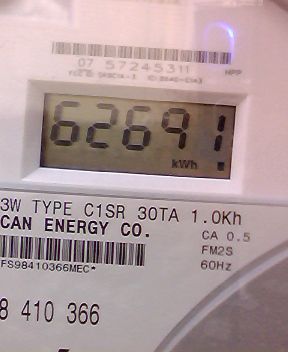 07 57245311
NPP
62691
kWh
3W TYPE C1SR 30TA 1.0Kh
CAN ENERGY CO.
CA 0.5
FM2S
60Hz
FS98410366MEC*
8 410 366